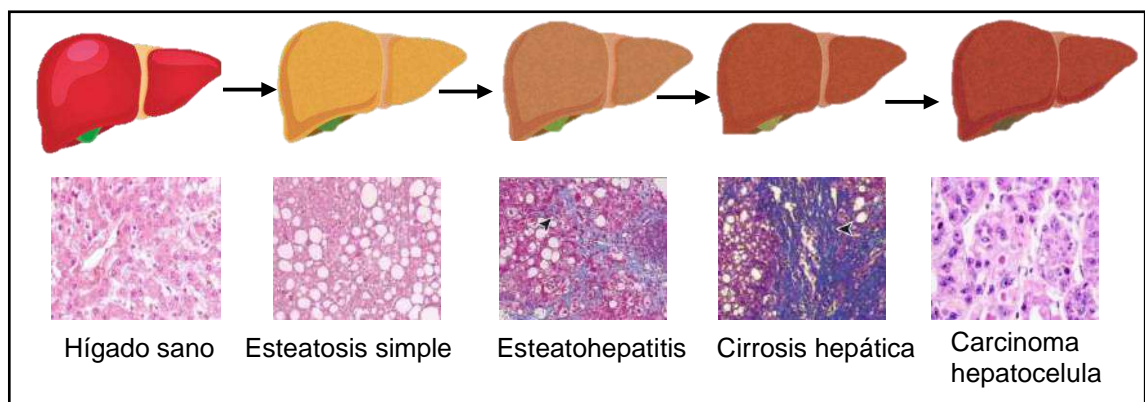 Hígado sano
Esteatosis simple
Esteatohepatitis
Cirrosis hepática
Carcinoma
hepatocelula